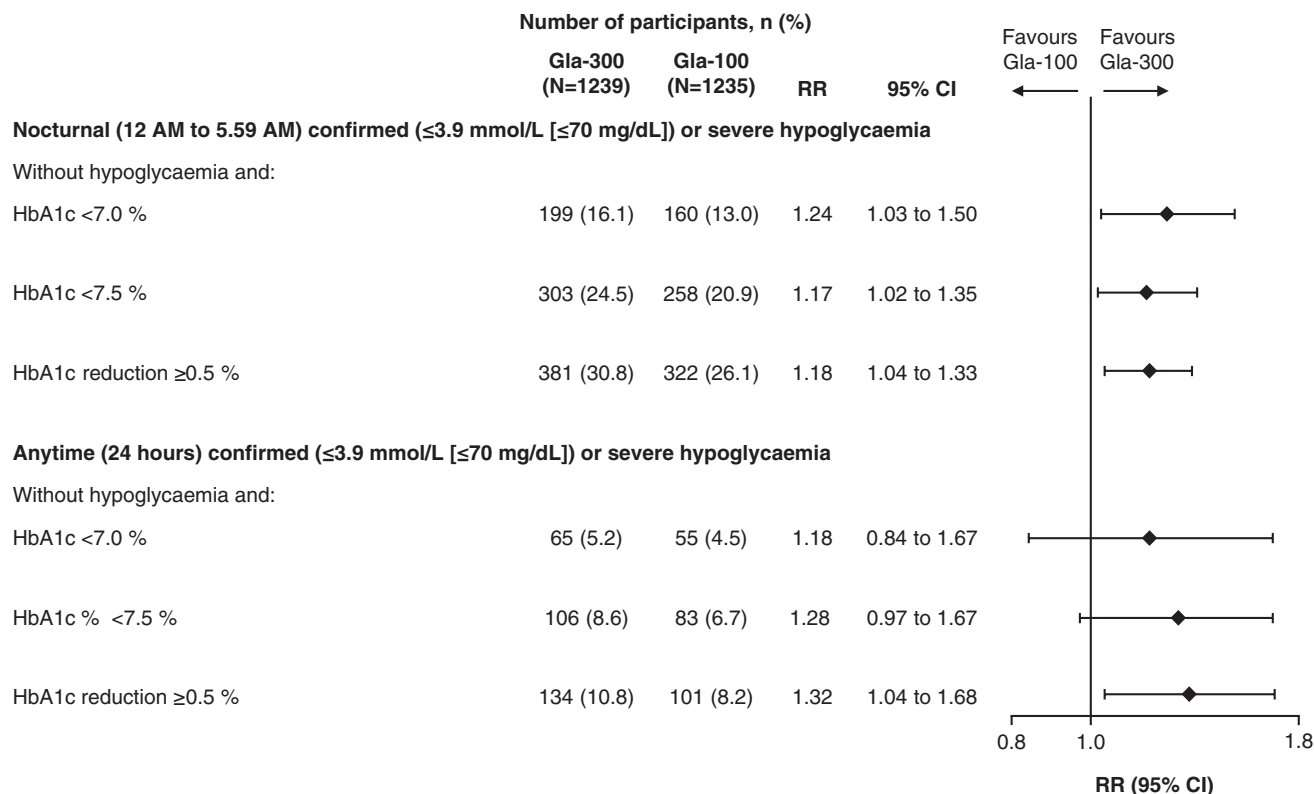 Number of participants, n (%)
Favours Gla-100 Favours Gla-300
Gla-300 (N=1239) Gla-100 (N=1235) RR 95% CI
Nocturnal (12 AM to 5.59 AM) confirmed (≤3.9 mmol/L [≤70 mg/dL]) or severe hypoglycaemia
Without hypoglycaemia and:
HbA1c <7.0 % 199 (16.1) 160 (13.0) 1.24 1.03 to 1.50
HbA1c <7.5 % 303 (24.5) 258 (20.9) 1.17 1.02 to 1.35
HbA1c reduction ≥0.5 % 381 (30.8) 322 (26.1) 1.18 1.04 to 1.33
Anytime (24 hours) confirmed (≤3.9 mmol/L [≤70 mg/dL]) or severe hypoglycaemia
Without hypoglycaemia and:
HbA1c <7.0 % 65 (5.2) 55 (4.5) 1.18 0.84 to 1.67
HbA1c % <7.5 % 106 (8.6) 83 (6.7) 1.28 0.97 to 1.67
HbA1c reduction ≥0.5 % 134 (10.8) 101 (8.2) 1.32 1.04 to 1.68
0.8 1.0 1.8
RR (95% CI)